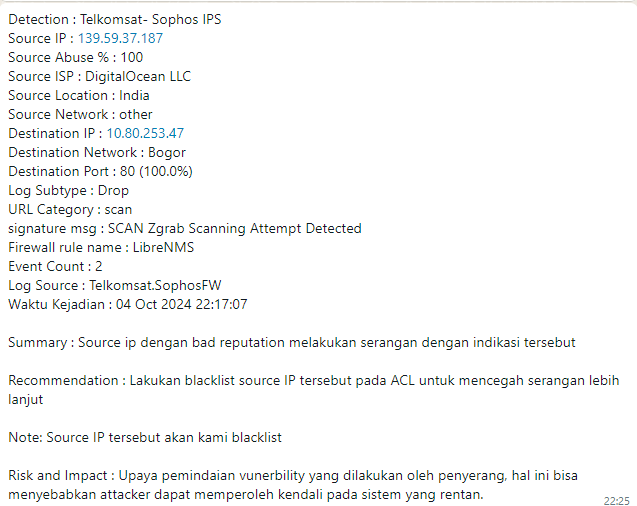 Detection : Telkomsat- Sophos IPS
Source IP : 139.59.37.187
Source Abuse % : 100
Source ISP : DigitalOcean LLC
Source Location : India
Source Network : other
Destination IP : 10.80.253.47
Destination Network : Bogor
Destination Port : 80 (100.0%)
Log Subtype : Drop
URL Category : scan
signature msg : SCAN Zgrab Scanning Attempt Detected
Firewall rule name : LibreNMS
Event Count : 2
Log Source : Telkomsat.SophosFW
Waktu Kejadian : 04 Oct 2024 22:17:07
Summary : Source ip dengan bad reputation melakukan serangan dengan indikasi tersebut
Recommendation : Lakukan blacklist source IP tersebut pada ACL untuk mencegah serangan lebih
lanjut
Note: Source IP tersebut akan kami blacklist
Risk and Impact : Upaya pemindaian vunerbility yang dilakukan oleh penyerang, hal ini bisa
menyebabkan attacker dapat memperoleh kendali pada sistem yang rentan.
22:25